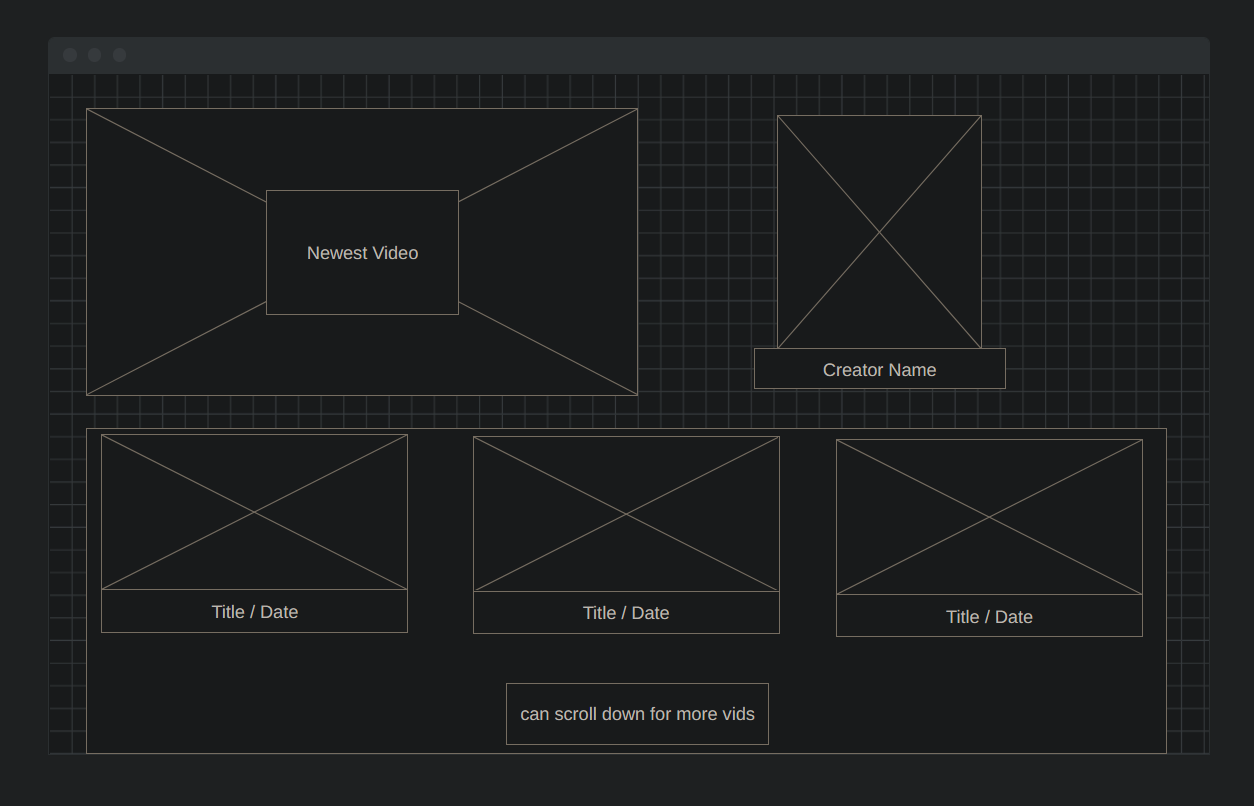 Newest Video
Creator Name
Title / Date
Title / Date
Title / Date
can scroll down for more vids